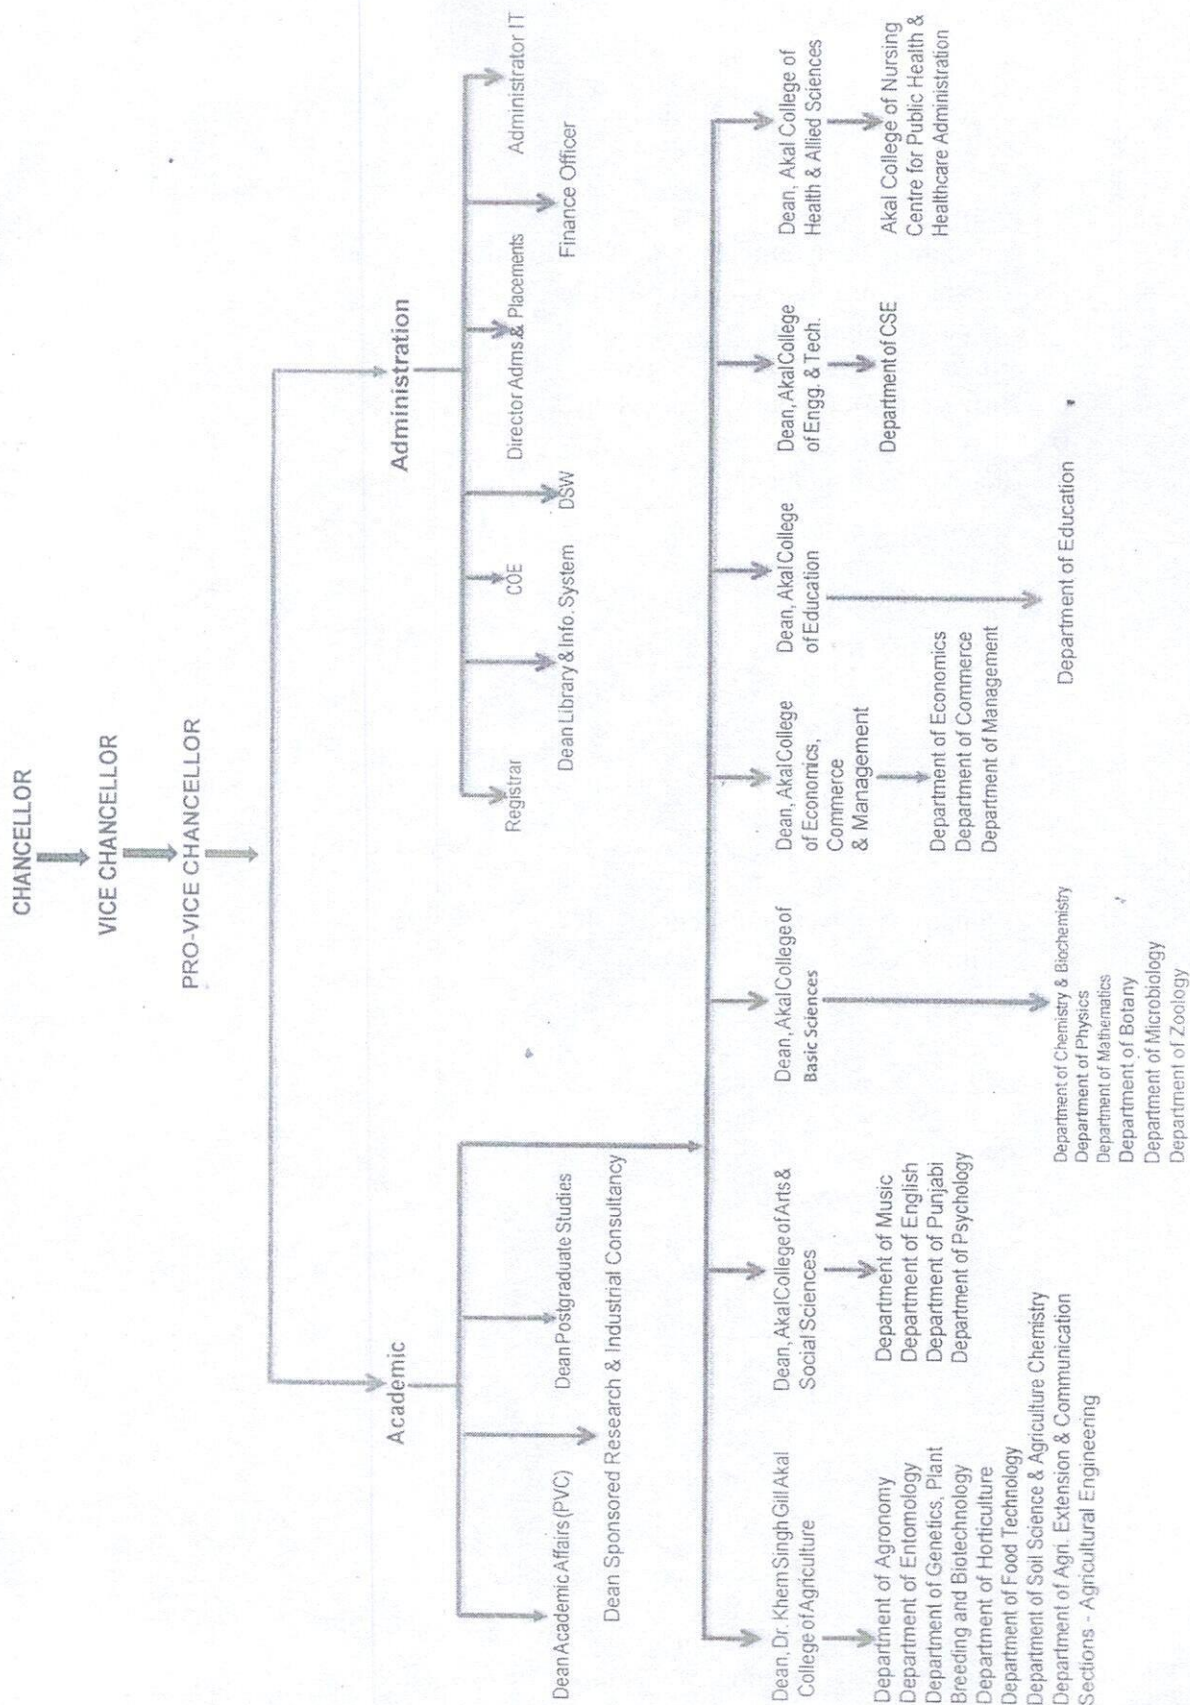 CHANCELLOR
VICE CHANCELLOR
PRO-VICE CHANCELLOR
Academic
Administration
Dean Academic Affairs (PVC)
Dean Sponsored Research & Industrial Consultancy
Dean Postgraduate Studies
Registrar
Dean Library & Info. System
COE
DSW
Director Adms.& Placements
Finance Officer
Administrator IT
Dean, Dr. Khem Singh Gill Akal
College of Agriculture
Department of Agronomy
Department of Entomology
Department of Genetics, Plant
Breeding and Biotechnology
Department of Horticulture
Department of Food Technology
Department of Soil Science & Agriculture Chemistry
Department of Agri. Extension & Communication
Sections - Agricultural Engineering
Dean, Akal College of Arts &
Social Sciences
Department of Music
Department of English
Department of Punjabi
Department of Psychology
Dean, Akal College of
Basic Sciences
Department of Chemistry & Biochemistry
Department of Physics
Department of Mathematics
Department of Botany
Department of Microbiology
Department of Zoology
Dean, Akal College
of Economics,
Commerce
& Management
Department of Economics
Department of Commerce
Department of Management
Dean, Akal College
of Education
Department of Education
Dean, Akal College
of Engg. & Tech.
Department of CSE
Dean, Akal College of
Health & Allied Sciences
Akal College of Nursing
Centre for Public Health &
Healthcare Administration